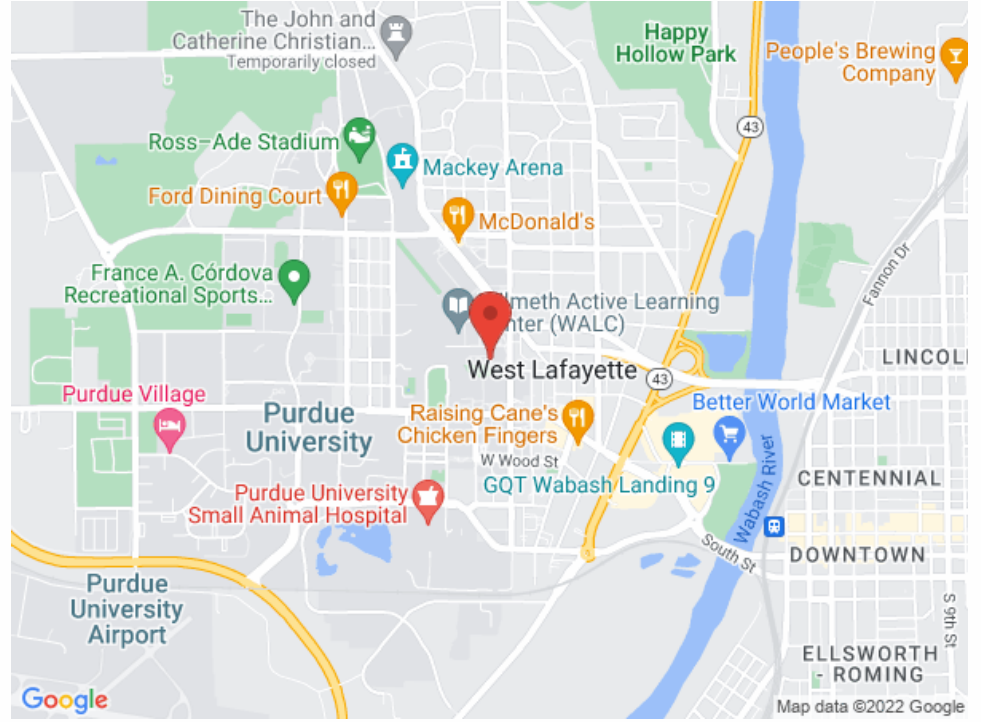 The John and
Catherine Christian...
Temporarily closed
Happy
Hollow Park
People's Brewing
Company
43
Ross–Ade Stadium
Mackey Arena
Ford Dining Court
McDonald's
Fannon Dr
France A. Córdova
Recreational Sports...
lmeth Active Learning
nter (WALC)
LINCOL
West Lafayette
43
Purdue Village
Better World Market
Purdue
University
Raising Cane's
Chicken Fingers
W Wood St
GQT Wabash Landing 9
Wabash River
CENTENNIAL
Purdue University
Small Animal Hospital
South St
DOWNTOWN
Purdue
University
Airport
S 9th St
ELLSWORTH
- ROMING
Google
Map data ©2022 Google